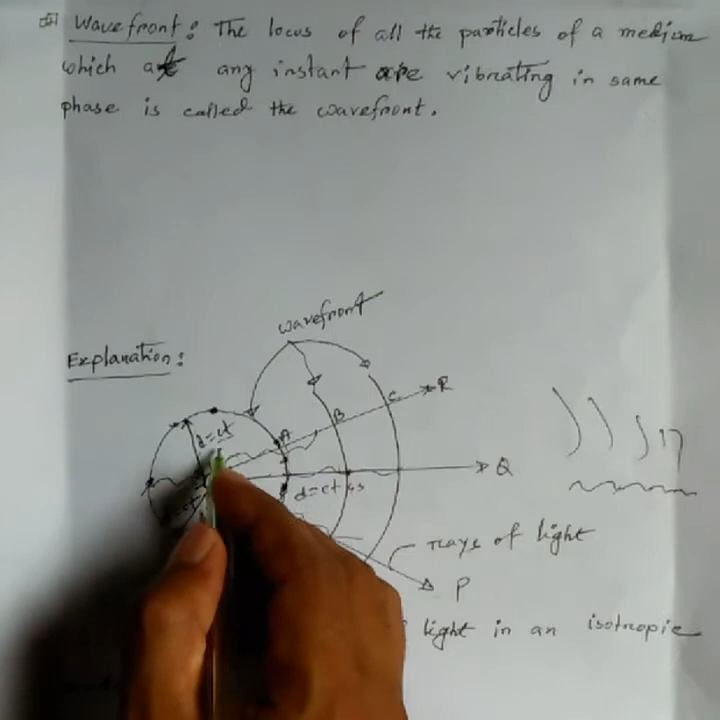 Wavefront: The locus of all the particles of a medium
which at any instant are vibrating in same
phase is called the wavefront.
wavefront
Explanation:
R
C
B
A
d=ct
Q
d=ct
rays of light
P
light in an isotropic